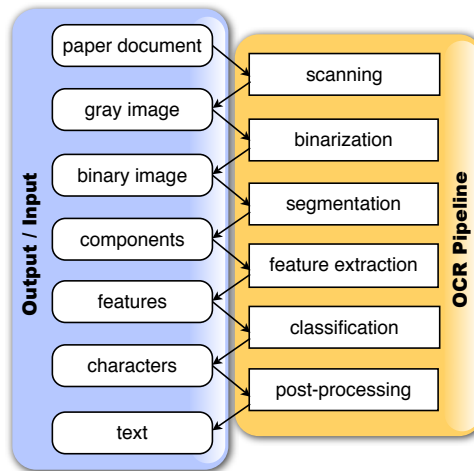 paper document
scanning
gray image
binarization
binary image
segmentation
components
feature extraction
features
classification
characters
post-processing
text
Output / Input
OCR Pipeline